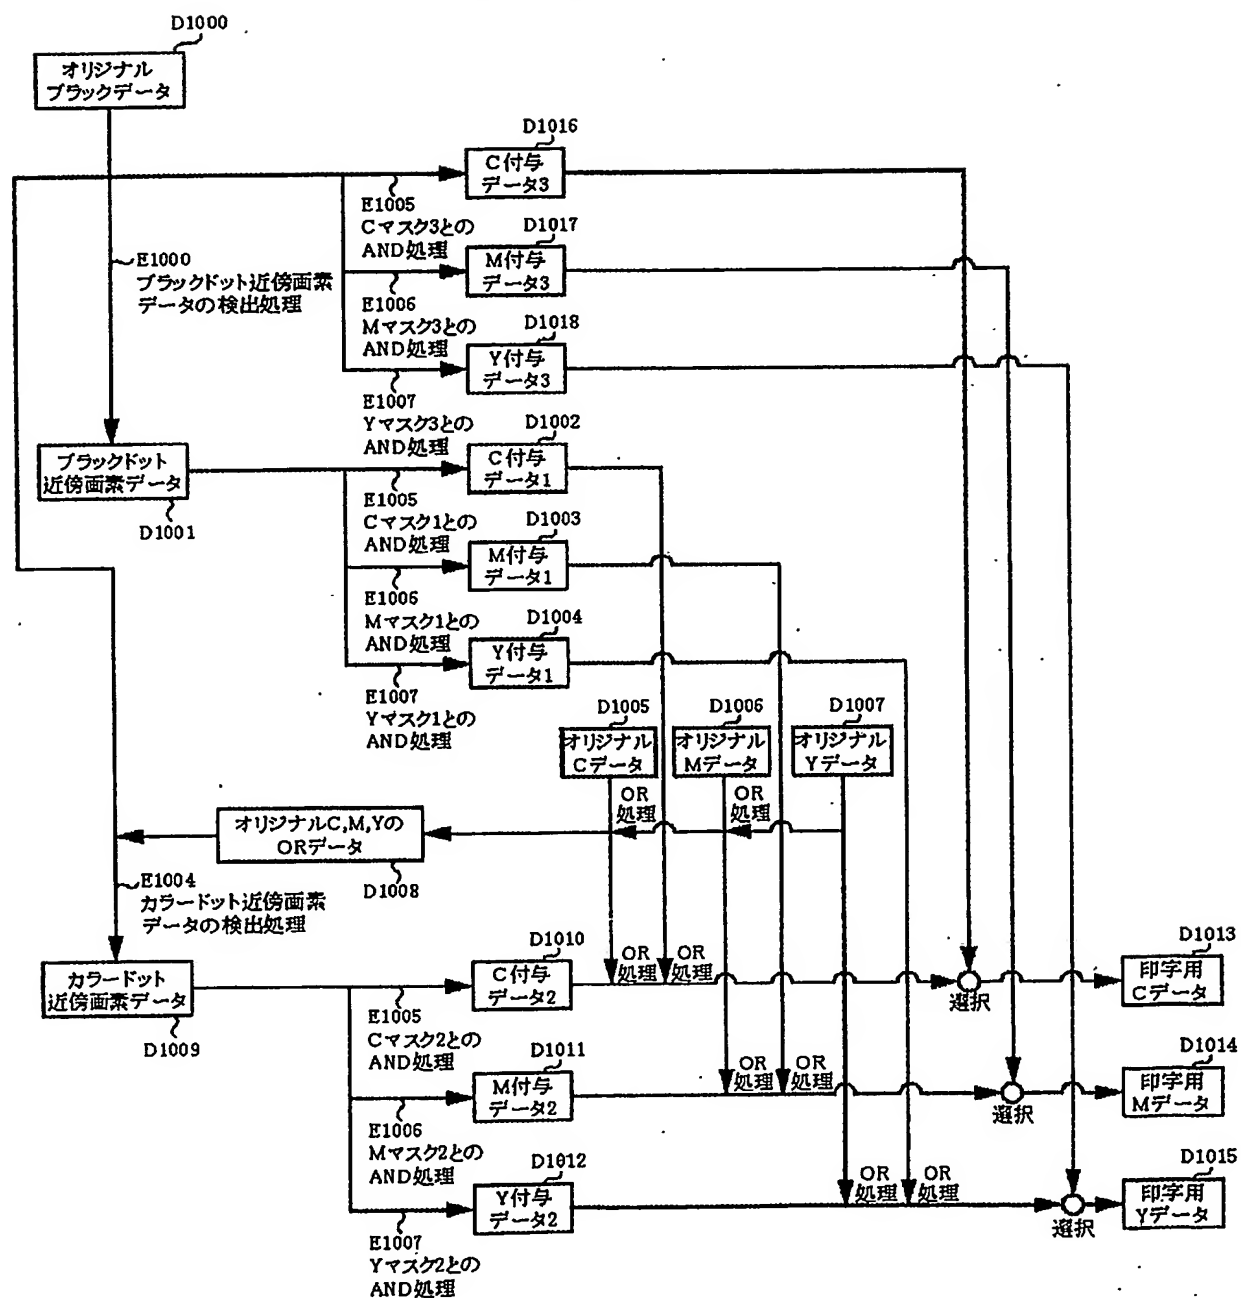 D1000
オリジナル
ブラックデータ
D1016
C付与
データ3
E1005
Cマスク3との
AND処理
D1017
M付与
データ3
E1000
ブラックドット近傍画素
データの検出処理
E1006
Mマスク3との
AND処理
D1018
Y付与
データ3
E1007
Yマスク3との
AND処理
D1002
C付与
データ1
ブラックドット
近傍画素データ
D1001
E1005
Cマスク1との
AND処理
D1003
M付与
データ1
E1006
Mマスク1との
AND処理
D1004
Y付与
データ1
E1007
Yマスク1との
AND処理
D1005
オリジナル
Cデータ
D1006
オリジナル
Mデータ
D1007
オリジナル
Yデータ
OR
処理
OR
処理
オリジナルC,M,Yの
ORデータ
D1008
E1004
カラードット近傍画素
データの検出処理
カラードット
近傍画素データ
D1009
D1010
C付与
データ2
OR
処理
OR
処理
選択
D1013
印字用
Cデータ
E1005
Cマスク2との
AND処理
D1011
M付与
データ2
OR
処理
OR
処理
選択
D1014
印字用
Mデータ
E1006
Mマスク2との
AND処理
D1012
Y付与
データ2
OR
処理
OR
処理
選択
D1015
印字用
Yデータ
E1007
Yマスク2との
AND処理